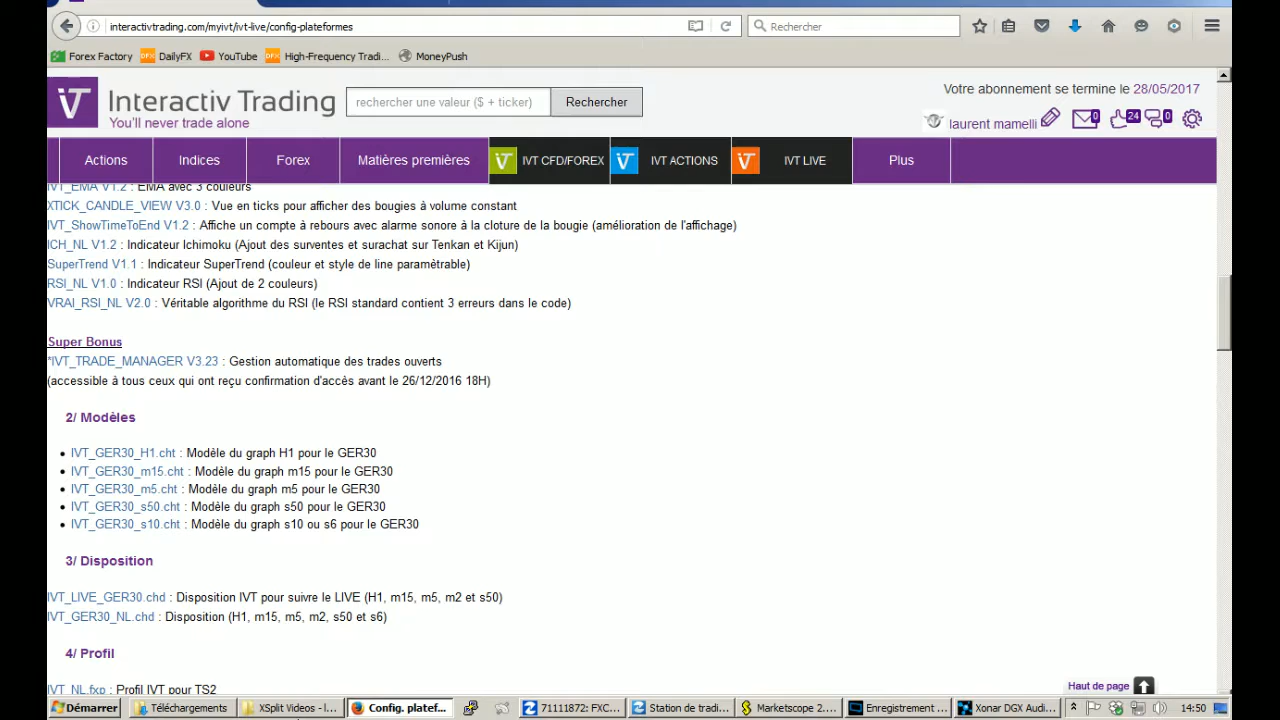 interactivtrading.com/myivt/ivt-live/config-plateformes
Rechercher
Forex Factory DailyFX YouTube High-Frequency Tradi... MoneyPush
Interactiv Trading
You'll never trade alone
rechercher une valeur ($ + ticker) Rechercher
Votre abonnement se termine le 28/05/2017
laurent mamelli 0 24 0
Actions Indices Forex Matières premières IVT CFD/FOREX IVT ACTIONS IVT LIVE Plus
IVT_EMA V1.2 : EMA avec 3 couleurs
XTICK_CANDLE_VIEW V3.0 : Vue en ticks pour afficher des bougies à volume constant
IVT_ShowTimeToEnd V1.2 : Affiche un compte à rebours avec alarme sonore à la cloture de la bougie (amélioration de l'affichage)
ICH_NL V1.2 : Indicateur Ichimoku (Ajout des surventes et surachat sur Tenkan et Kijun)
SuperTrend V1.1 : Indicateur SuperTrend (couleur et style de line paramètrable)
RSI_NL V1.0 : Indicateur RSI (Ajout de 2 couleurs)
VRAI_RSI_NL V2.0 : Véritable algorithme du RSI (le RSI standard contient 3 erreurs dans le code)
Super Bonus
*IVT_TRADE_MANAGER V3.23 : Gestion automatique des trades ouverts
(accessible à tous ceux qui ont reçu confirmation d'accès avant le 26/12/2016 18H)
2/ Modèles
• IVT_GER30_H1.cht : Modèle du graph H1 pour le GER30
• IVT_GER30_m15.cht : Modèle du graph m15 pour le GER30
• IVT_GER30_m5.cht : Modèle du graph m5 pour le GER30
• IVT_GER30_s50.cht : Modèle du graph s50 pour le GER30
• IVT_GER30_s10.cht : Modèle du graph s10 ou s6 pour le GER30
3/ Disposition
IVT_LIVE_GER30.chd : Disposition IVT pour suivre le LIVE (H1, m15, m5, m2 et s50)
IVT_GER30_NL.chd : Disposition (H1, m15, m5, m2, s50 et s6)
4/ Profil
IVT_NL.fxp : Profil IVT pour TS2
Haut de page
Démarrer Téléchargements XSplit Videos - l... Config. platef... 71111872: FXC... Station de tradi... Marketscope 2.... Enregistrement ... Xonar DGX Audi... 14:50